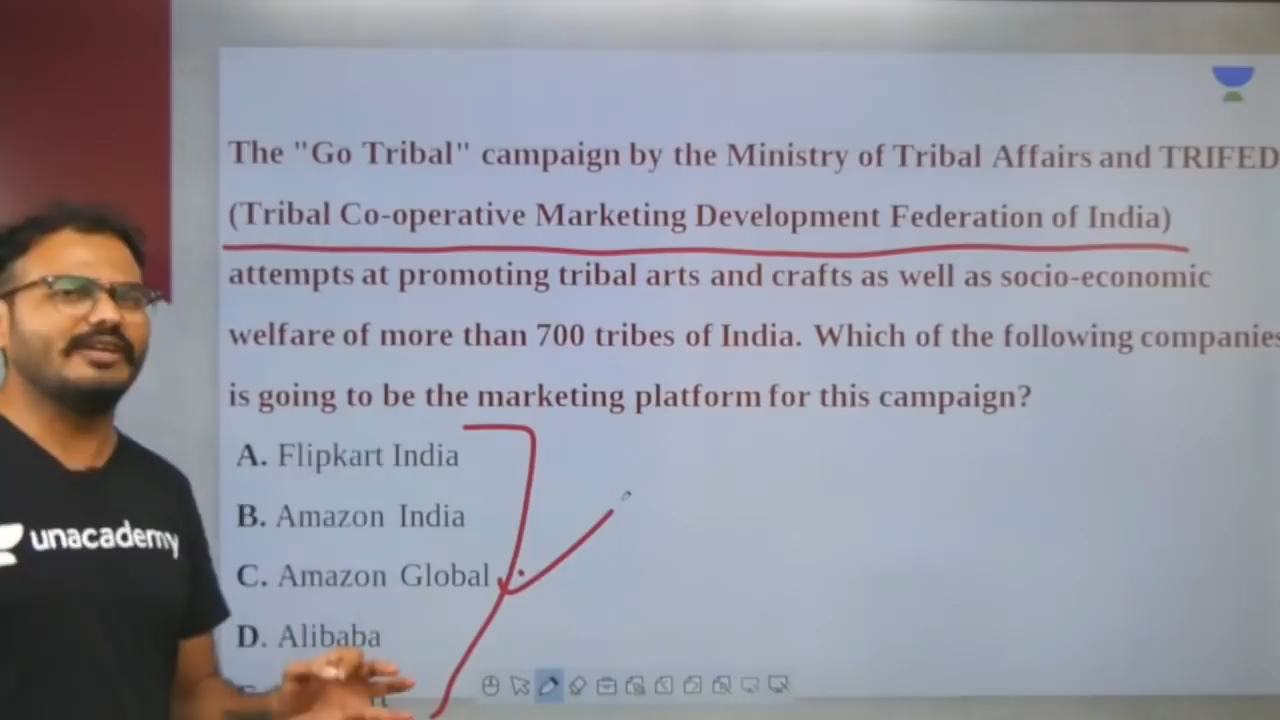 The "Go Tribal" campaign by the Ministry of Tribal Affairs and TRIFED
(Tribal Co-operative Marketing Development Federation of India)
attempts at promoting tribal arts and crafts as well as socio-economic
welfare of more than 700 tribes of India. Which of the following companies
is going to be the marketing platform for this campaign?
A. Flipkart India
B. Amazon India
C. Amazon Global
D. Alibaba
unacademy